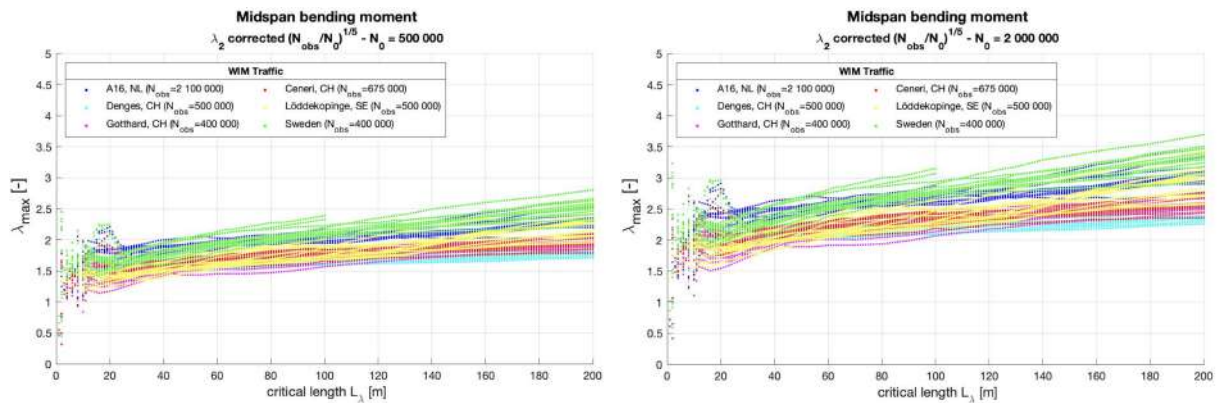 Midspan bending moment
λ2 corrected (Nobs/N0)^1/5 - N0 = 500 000
5
4.5
4
3.5
3
2.5
2
1.5
1
0.5
0
λmax [-]
WIM Traffic
A16, NL (Nobs=2 100 000) Ceneri, CH (Nobs=675 000)
Denges, CH (Nobs=500 000) Löddekopinge, SE (Nobs=500 000)
Gotthard, CH (Nobs=400 000) Sweden (Nobs=400 000)
0 20 40 60 80 100 120 140 160 180 200
critical length Lλ [m]
Midspan bending moment
λ2 corrected (Nobs/N0)^1/5 - N0 = 2 000 000
5
4.5
4
3.5
3
2.5
2
1.5
1
0.5
0
λmax [-]
WIM Traffic
A16, NL (Nobs=2 100 000) Ceneri, CH (Nobs=675 000)
Denges, CH (Nobs=500 000) Löddekopinge, SE (Nobs=500 000)
Gotthard, CH (Nobs=400 000) Sweden (Nobs=400 000)
0 20 40 60 80 100 120 140 160 180 200
critical length Lλ [m]